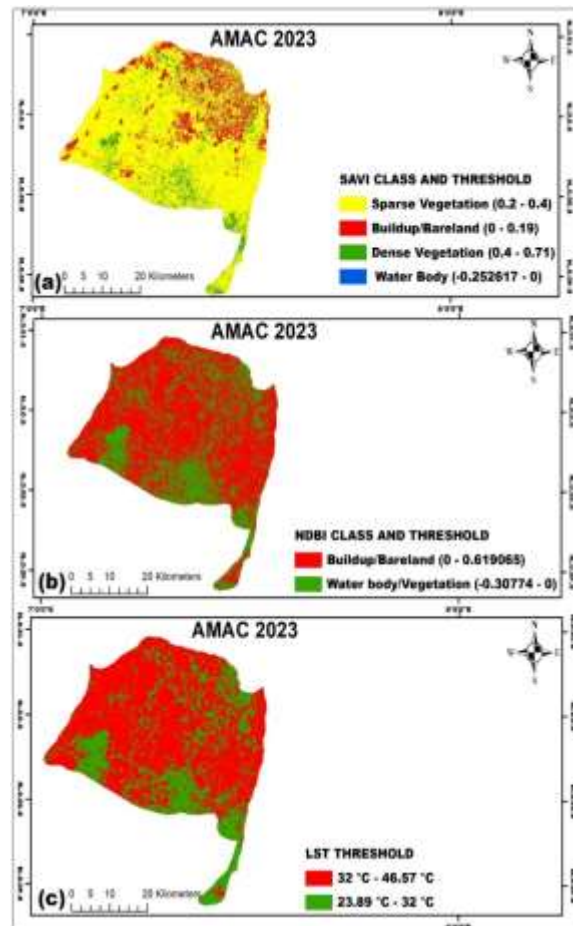 AMAC 2023
N
W E
S
SAVI CLASS AND THRESHOLD
Sparse Vegetation (0.2 - 0.4)
Buildup/Bareland (0 - 0.19)
Dense Vegetation (0.4 - 0.71)
Water Body (-0.252617 - 0)
0 5 10 20 Kilometers
(a)
AMAC 2023
N
W E
S
NDBI CLASS AND THRESHOLD
Buildup/Bareland (0 - 0.619065)
Water body/Vegetation (-0.30774 - 0)
0 5 10 20 Kilometers
(b)
AMAC 2023
N
W E
S
LST THRESHOLD
32 °C - 46.57 °C
23.89 °C - 32 °C
0 5 10 20 Kilometers
(c)